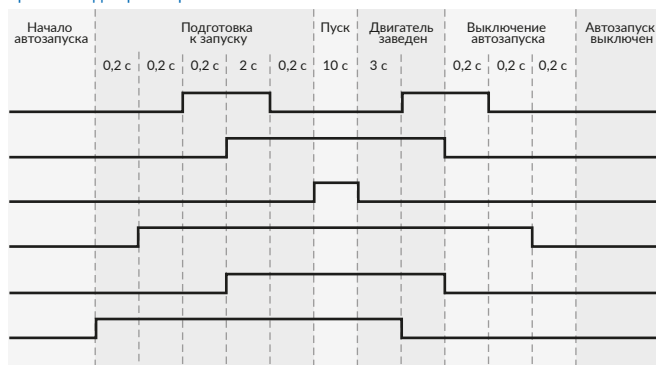 Начало
автозапуска
Подготовка
к запуску
Пуск
Двигатель
заведен
Выключение
автозапуска
Автозапуск
выключен
0,2 с 0,2 с 0,2 с 2 с 0,2 с 10 с 3 с 0,2 с 0,2 с 0,2 с